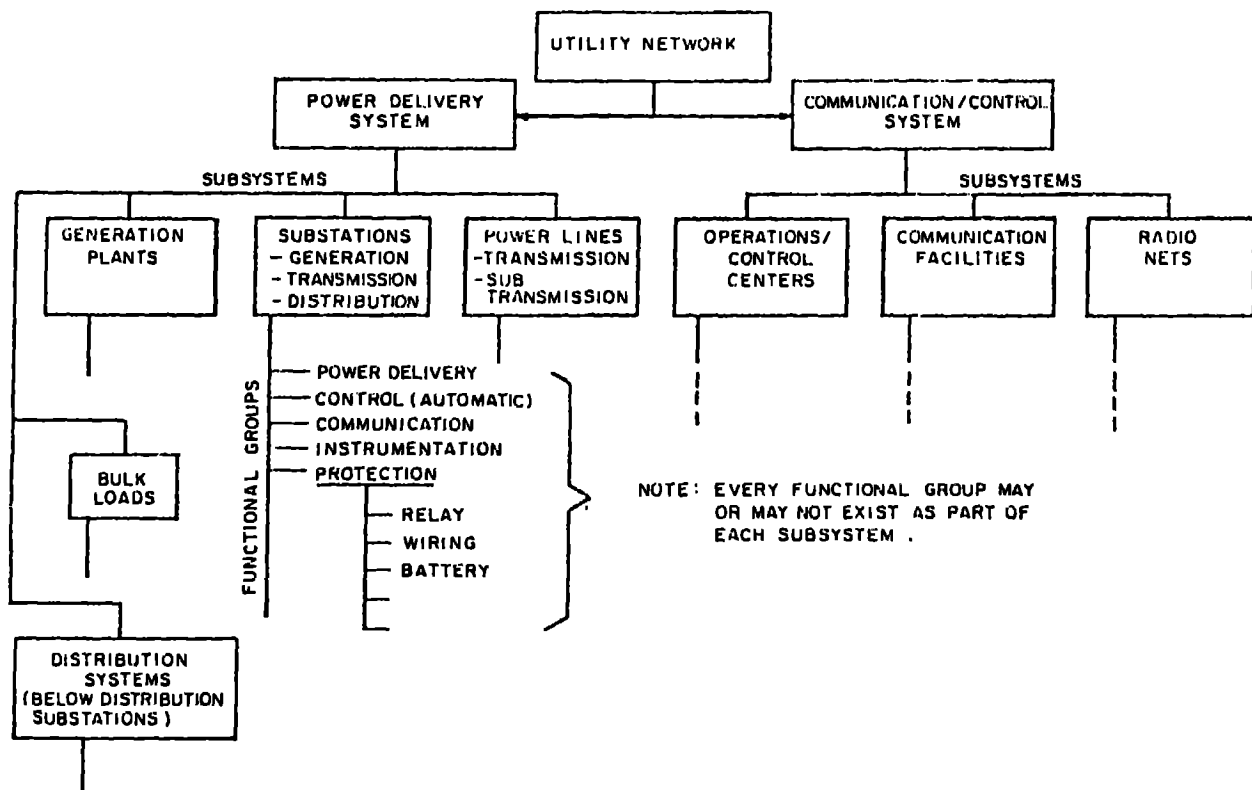 UTILITY NETWORK
POWER DELIVERY
SYSTEM
COMMUNICATION/CONTROL
SYSTEM
SUBSYSTEMS
SUBSYSTEMS
GENERATION
PLANTS
SUBSTATIONS
- GENERATION
- TRANSMISSION
- DISTRIBUTION
POWER LINES
-TRANSMISSION
-SUB
TRANSMISSION
OPERATIONS/
CONTROL
CENTERS
COMMUNICATION
FACILITIES
RADIO
NETS
FUNCTIONAL GROUPS
POWER DELIVERY
CONTROL (AUTOMATIC)
COMMUNICATION
INSTRUMENTATION
PROTECTION
RELAY
WIRING
BATTERY
BULK
LOADS
NOTE: EVERY FUNCTIONAL GROUP MAY
OR MAY NOT EXIST AS PART OF
EACH SUBSYSTEM.
DISTRIBUTION
SYSTEMS
(BELOW DISTRIBUTION
SUBSTATIONS)